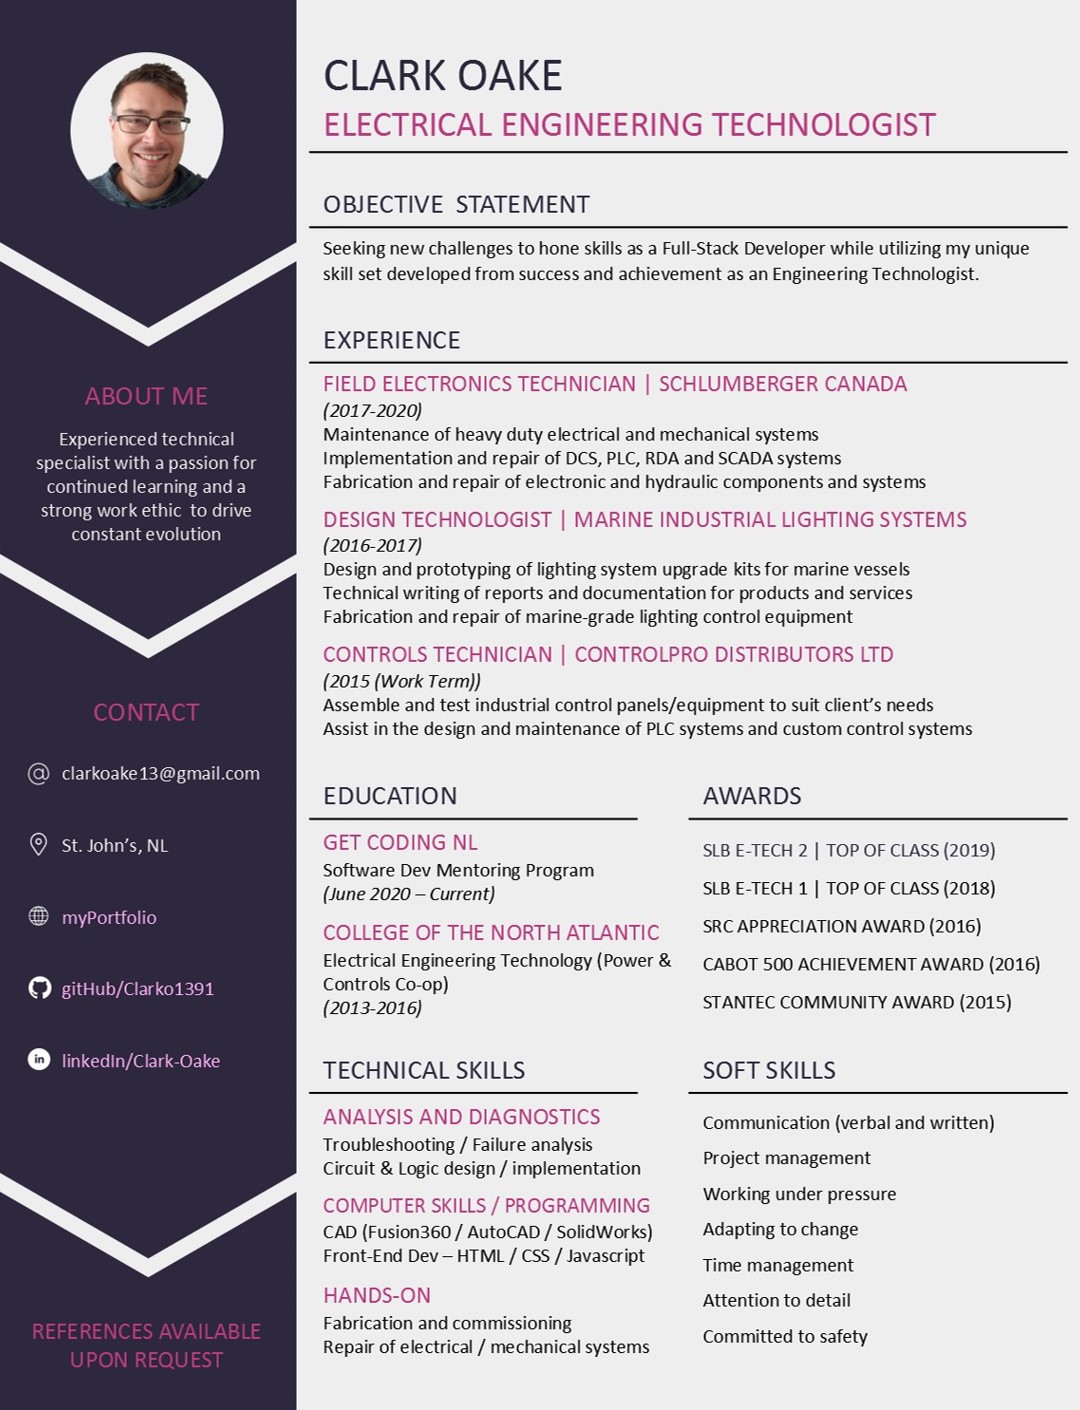 CLARK OAKE
ELECTRICAL ENGINEERING TECHNOLOGIST
OBJECTIVE  STATEMENT
Seeking new challenges to hone skills as a Full-Stack Developer while utilizing my unique
skill set developed from success and achievement as an Engineering Technologist.
EXPERIENCE
FIELD ELECTRONICS TECHNICIAN | SCHLUMBERGER CANADA
(2017-2020)
Maintenance of heavy duty electrical and mechanical systems
Implementation and repair of DCS, PLC, RDA and SCADA systems
Fabrication and repair of electronic and hydraulic components and systems
DESIGN TECHNOLOGIST | MARINE INDUSTRIAL LIGHTING SYSTEMS
(2016-2017)
Design and prototyping of lighting system upgrade kits for marine vessels
Technical writing of reports and documentation for products and services
Fabrication and repair of marine-grade lighting control equipment
CONTROLS TECHNICIAN | CONTROLPRO DISTRIBUTORS LTD
(2015 (Work Term))
Assemble and test industrial control panels/equipment to suit client’s needs
Assist in the design and maintenance of PLC systems and custom control systems
EDUCATION
GET CODING NL
Software Dev Mentoring Program
(June 2020 – Current)
COLLEGE OF THE NORTH ATLANTIC
Electrical Engineering Technology (Power &
Controls Co-op)
(2013-2016)
AWARDS
SLB E-TECH 2 | TOP OF CLASS (2019)
SLB E-TECH 1 | TOP OF CLASS (2018)
SRC APPRECIATION AWARD (2016)
CABOT 500 ACHIEVEMENT AWARD (2016)
STANTEC COMMUNITY AWARD (2015)
TECHNICAL SKILLS
ANALYSIS AND DIAGNOSTICS
Troubleshooting / Failure analysis
Circuit & Logic design / implementation
COMPUTER SKILLS / PROGRAMMING
CAD (Fusion360 / AutoCAD / SolidWorks)
Front-End Dev – HTML / CSS / Javascript
HANDS-ON
Fabrication and commissioning
Repair of electrical / mechanical systems
SOFT SKILLS
Communication (verbal and written)
Project management
Working under pressure
Adapting to change
Time management
Attention to detail
Committed to safety
ABOUT ME
Experienced technical
specialist with a passion for
continued learning and a
strong work ethic  to drive
constant evolution
CONTACT
@ clarkoake13@gmail.com
St. John’s, NL
myPortfolio
gitHub/Clarko1391
in linkedIn/Clark-Oake
REFERENCES AVAILABLE
UPON REQUEST